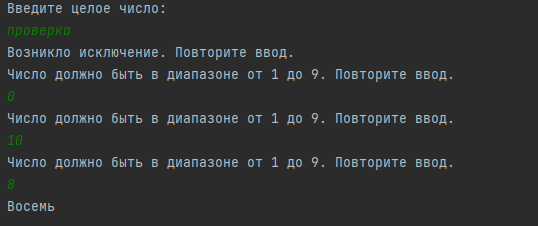 Введите целое число:
проверка
Возникло исключение. Повторите ввод.
Число должно быть в диапазоне от 1 до 9. Повторите ввод.
0
Число должно быть в диапазоне от 1 до 9. Повторите ввод.
10
Число должно быть в диапазоне от 1 до 9. Повторите ввод.
8
Восемь